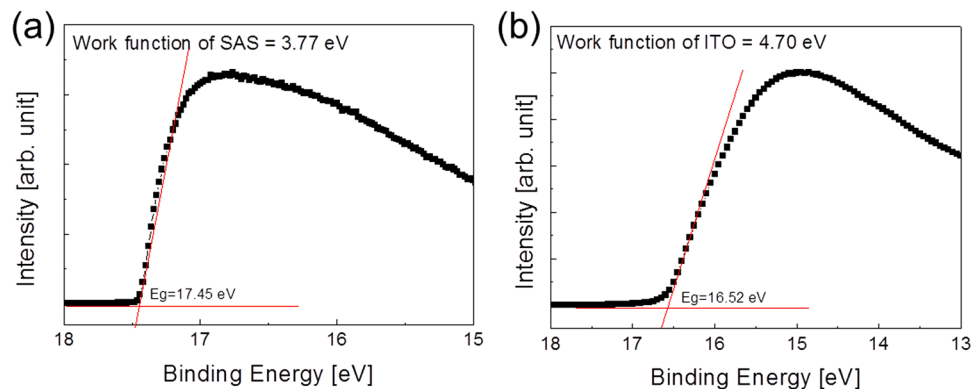 (a)
Work function of SAS = 3.77 eV
Intensity [arb. unit]
Eg=17.45 eV
18 17 16 15
Binding Energy [eV]
(b)
Work function of ITO = 4.70 eV
Intensity [arb. unit]
Eg=16.52 eV
18 17 16 15 14 13
Binding Energy [eV]